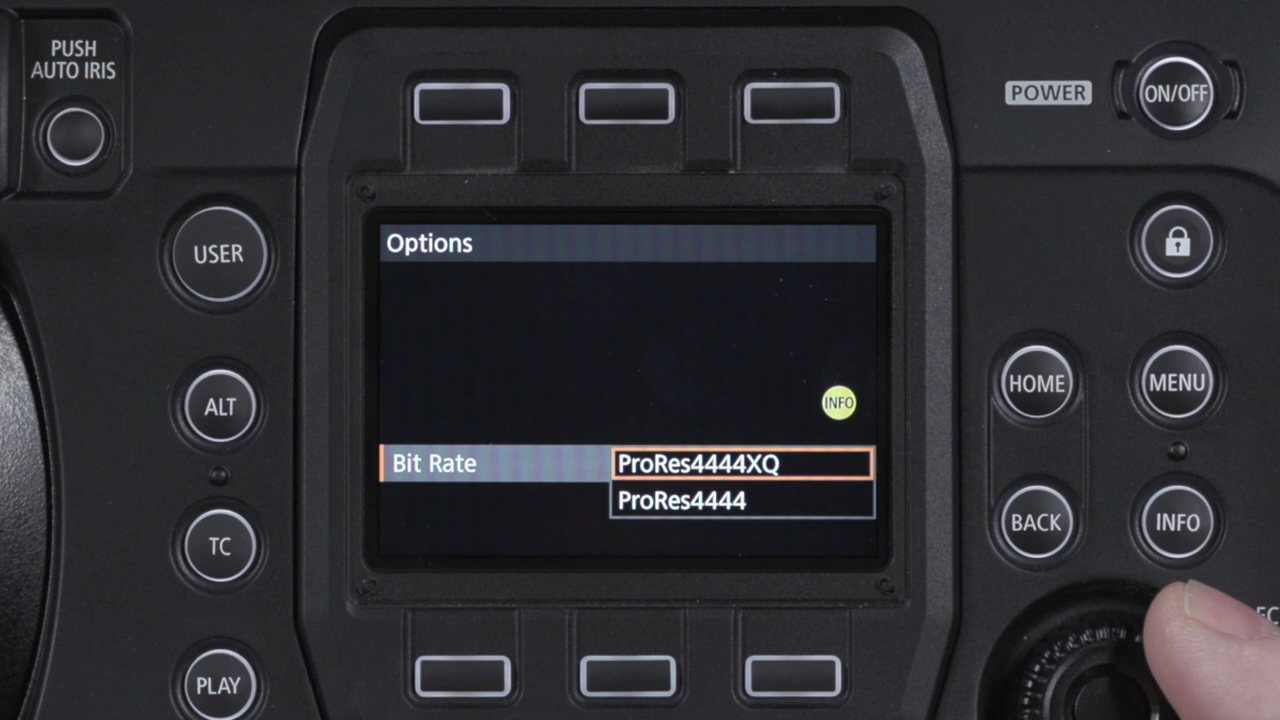 PUSH
AUTO IRIS
POWER
ON/OFF
USER
Options
HOME
MENU
ALT
INFO
Bit Rate
ProRes4444XQ
ProRes4444
TC
BACK
INFO
PLAY